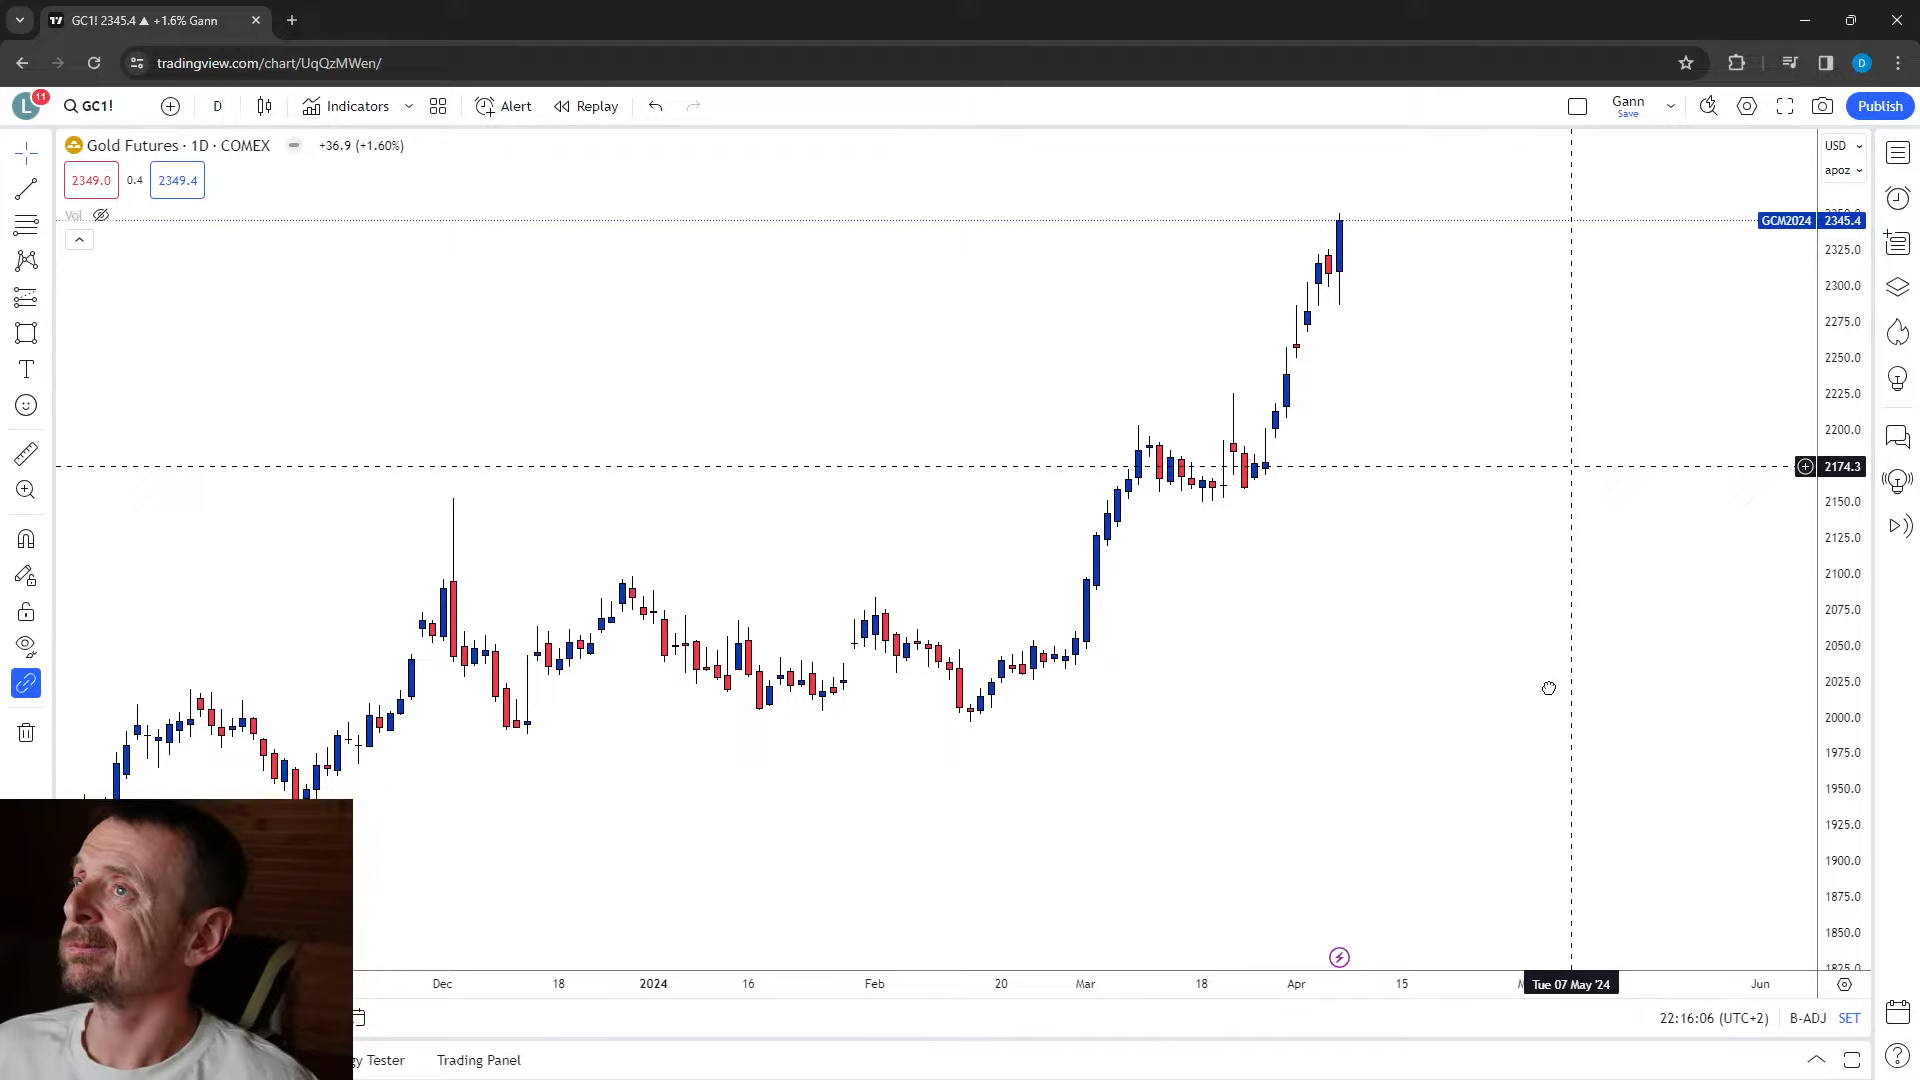 GC1! 2345.4 ▲ +1.6% Gann
tradingview.com/chart/UqQzMWen/
D
L
11
GC1!
D
Indicators
Alert
Replay
Gann
Save
Publish
Gold Futures · 1D · COMEX
+36.9 (+1.60%)
USD
apoz
2349.0
0.4
2349.4
Vol
GCM2024
2345.4
2325.0
2300.0
2275.0
2250.0
2225.0
2200.0
2174.3
2150.0
2125.0
2100.0
2075.0
2050.0
2025.0
2000.0
1975.0
1950.0
1925.0
1900.0
1875.0
1850.0
1825.0
Dec
18
2024
16
Feb
20
Mar
18
Apr
15
Tue 07 May '24
Jun
22:16:06 (UTC+2)
B-ADJ
SET
gy Tester
Trading Panel